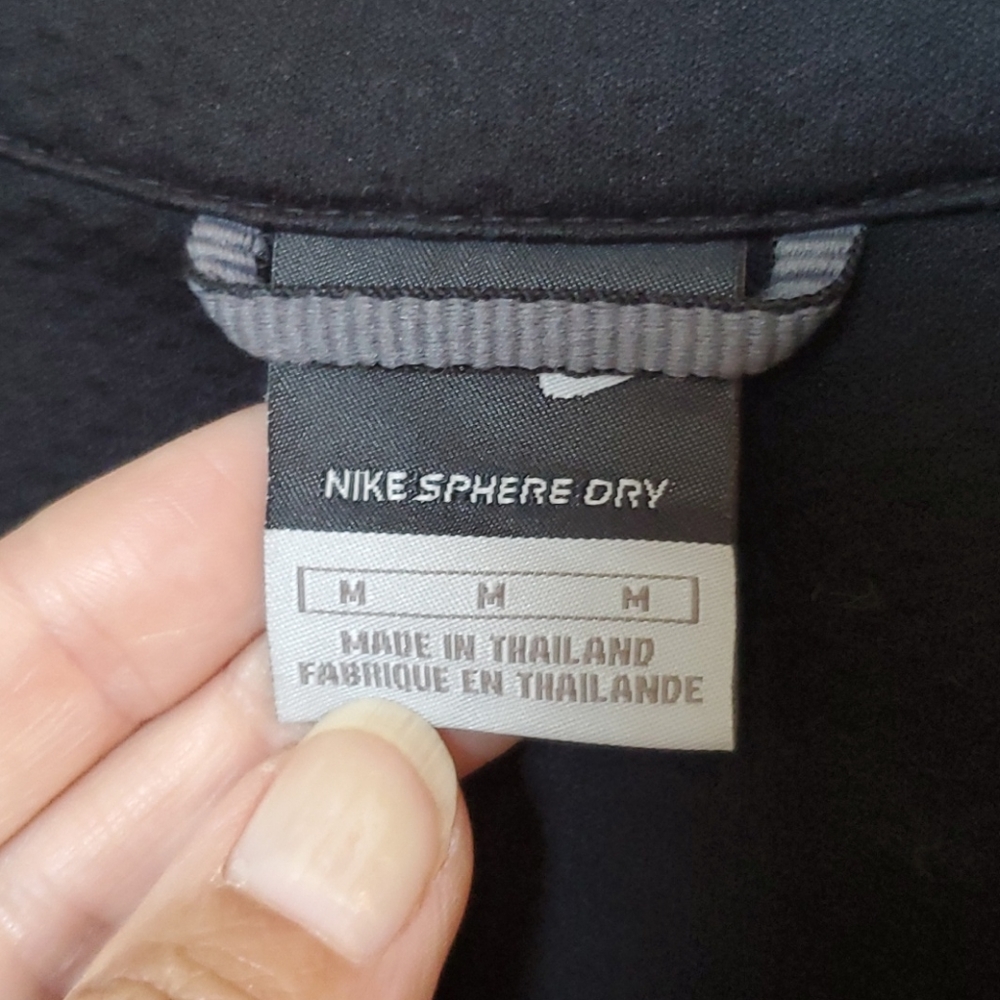 NIKE SPHERE DRY
M M M
MADE IN THAILAND
FABRIQUE EN THAILANDE